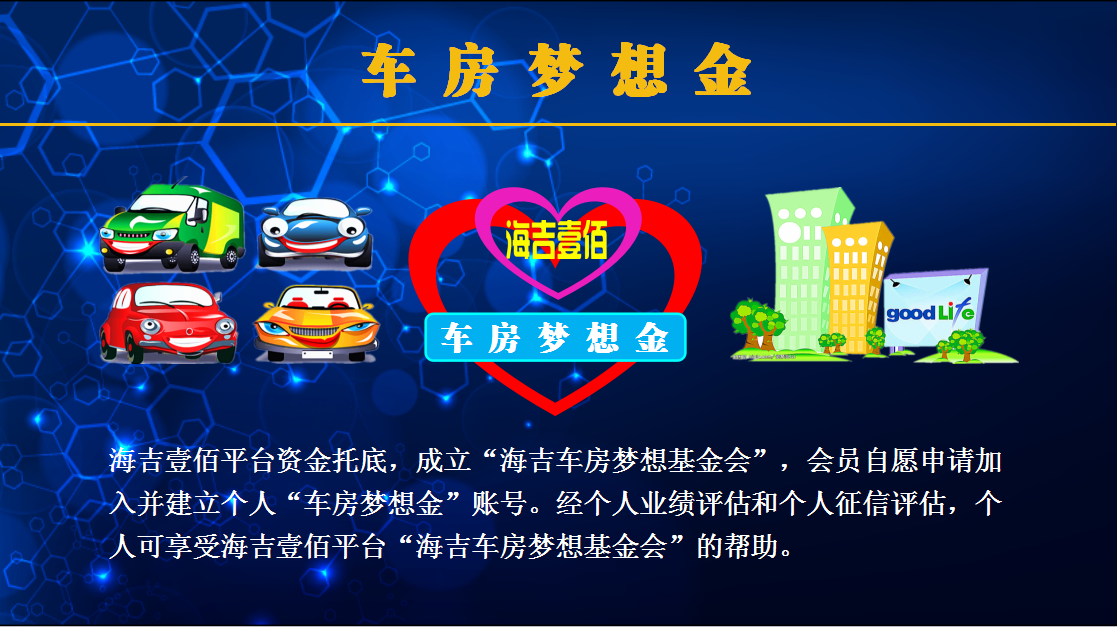 车房梦想金
海吉壹佰
goodLife
车房梦想金
海吉壹佰平台资金托底，成立“海吉车房梦想基金会”，会员自愿申请加
入并建立个人“车房梦想金”账号。经个人业绩评估和个人征信评估，个
人可享受海吉壹佰平台“海吉车房梦想基金会”的帮助。